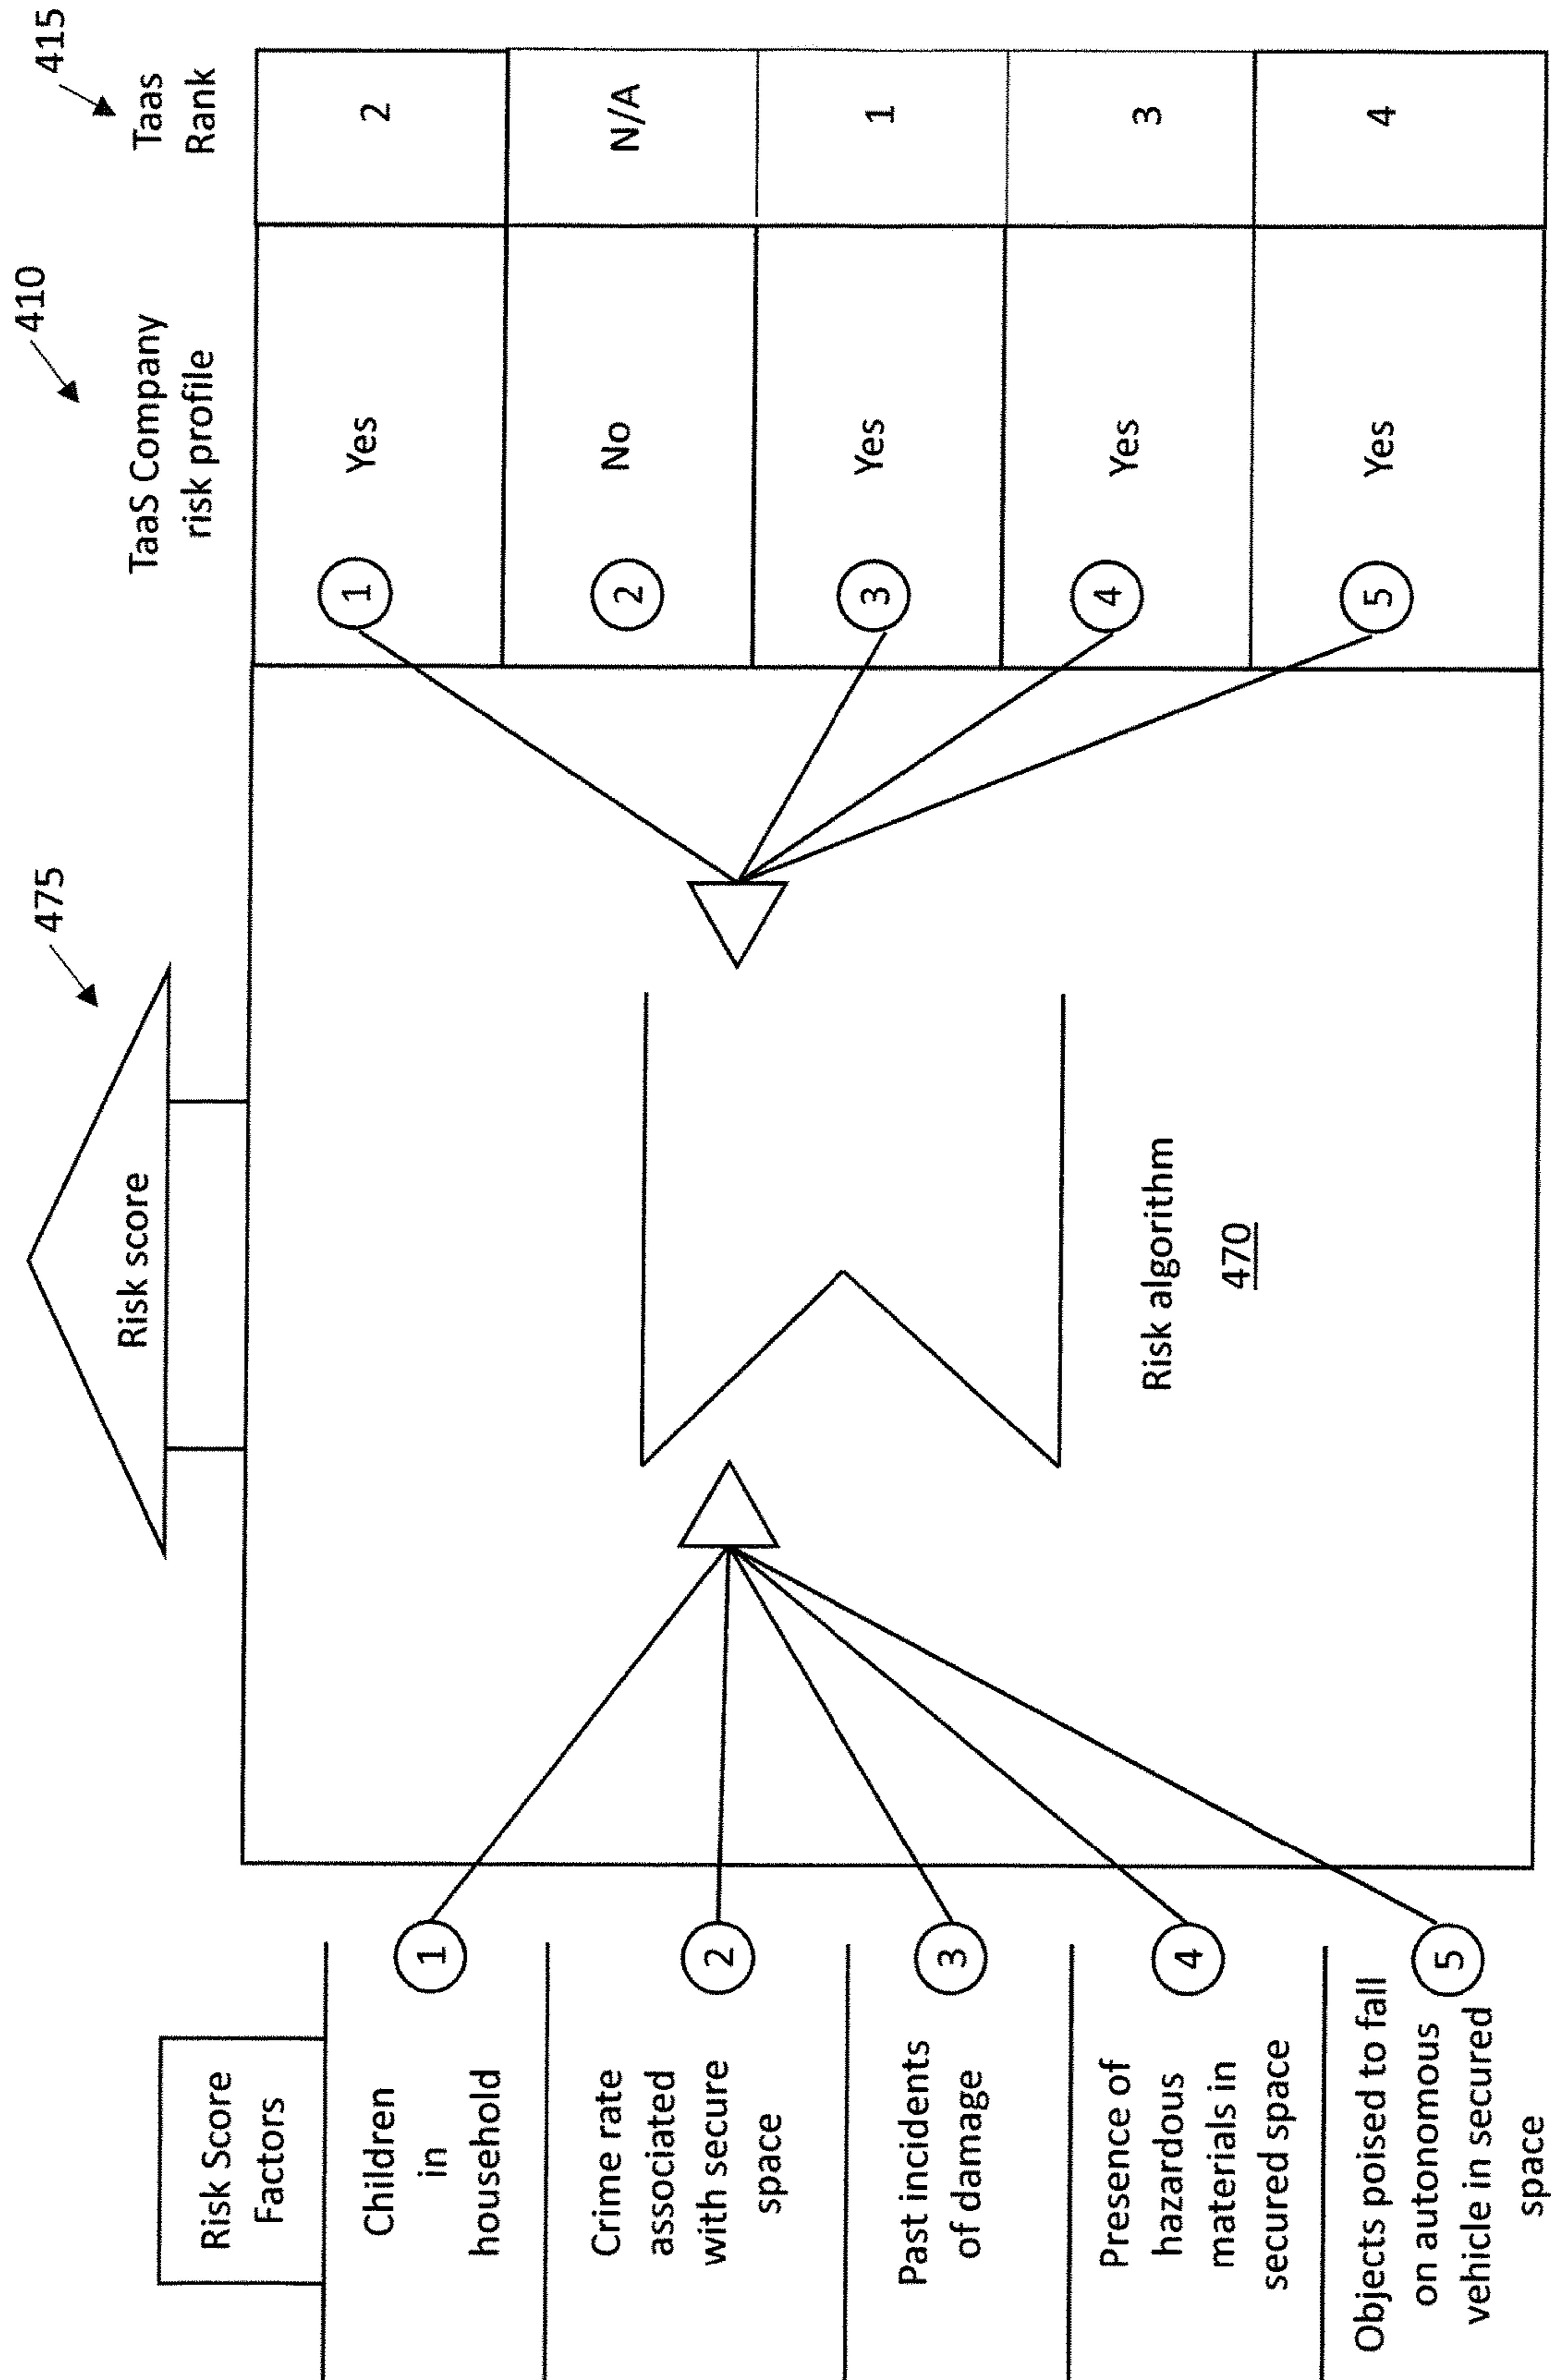 475
410
415
Risk score
TaaS Company
risk profile
Taas
Rank
Risk Score
Factors
Children
in
household
1
1 Yes
2
Crime rate
associated
with secure
space
2
2 No
N/A
Past incidents
of damage
3
3 Yes
1
Presence of
hazardous
materials in
secured space
4
4 Yes
3
Objects poised to fall
on autonomous
vehicle in secured
space
5
5 Yes
4
Risk algorithm
470